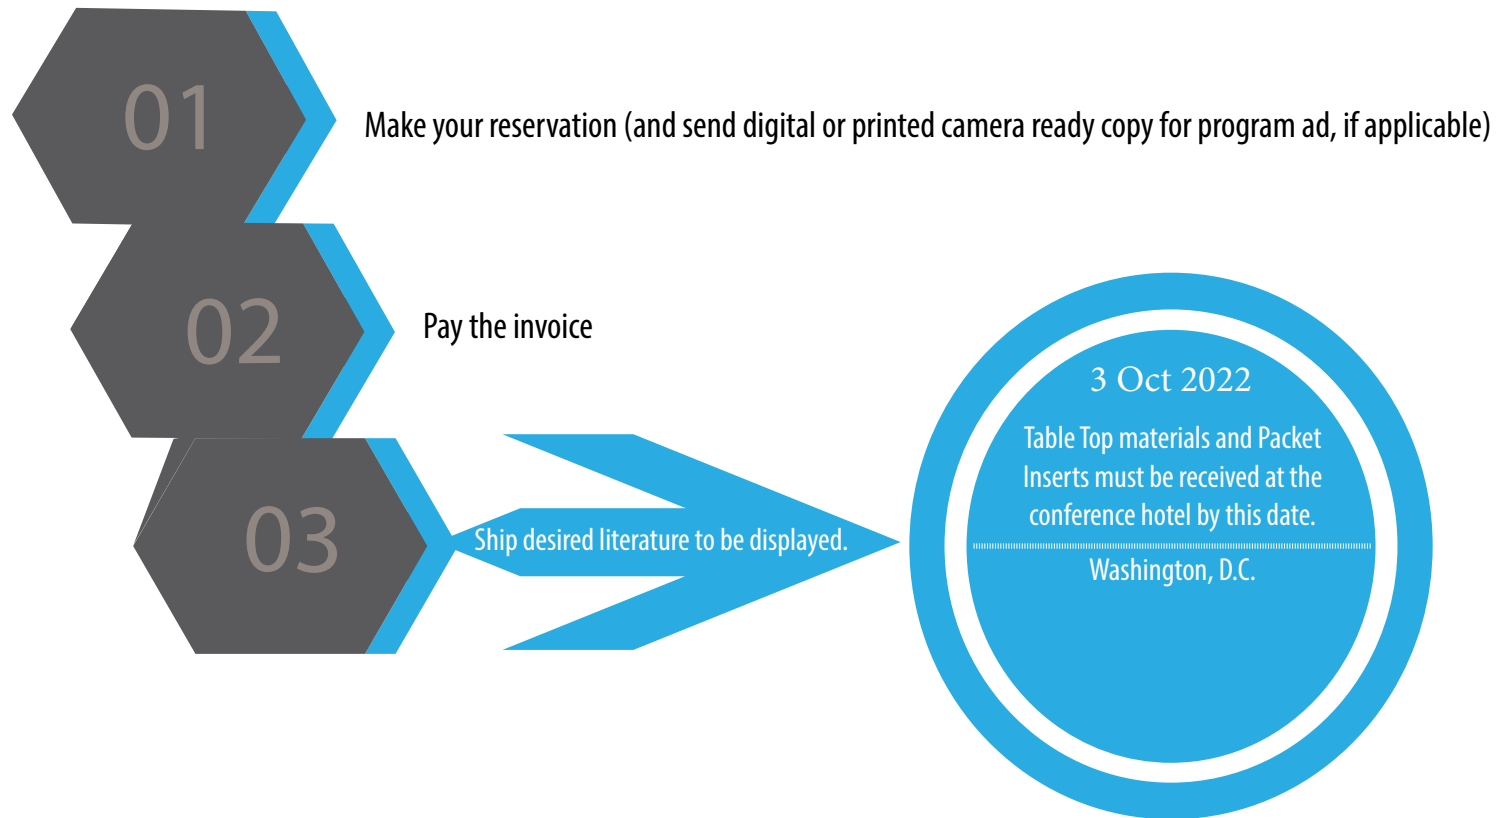 01
Make your reservation (and send digital or printed camera ready copy for program ad, if applicable)
02
Pay the invoice
03
Ship desired literature to be displayed.
3 Oct 2022
Table Top materials and Packet
Inserts must be received at the
conference hotel by this date.
Washington, D.C.